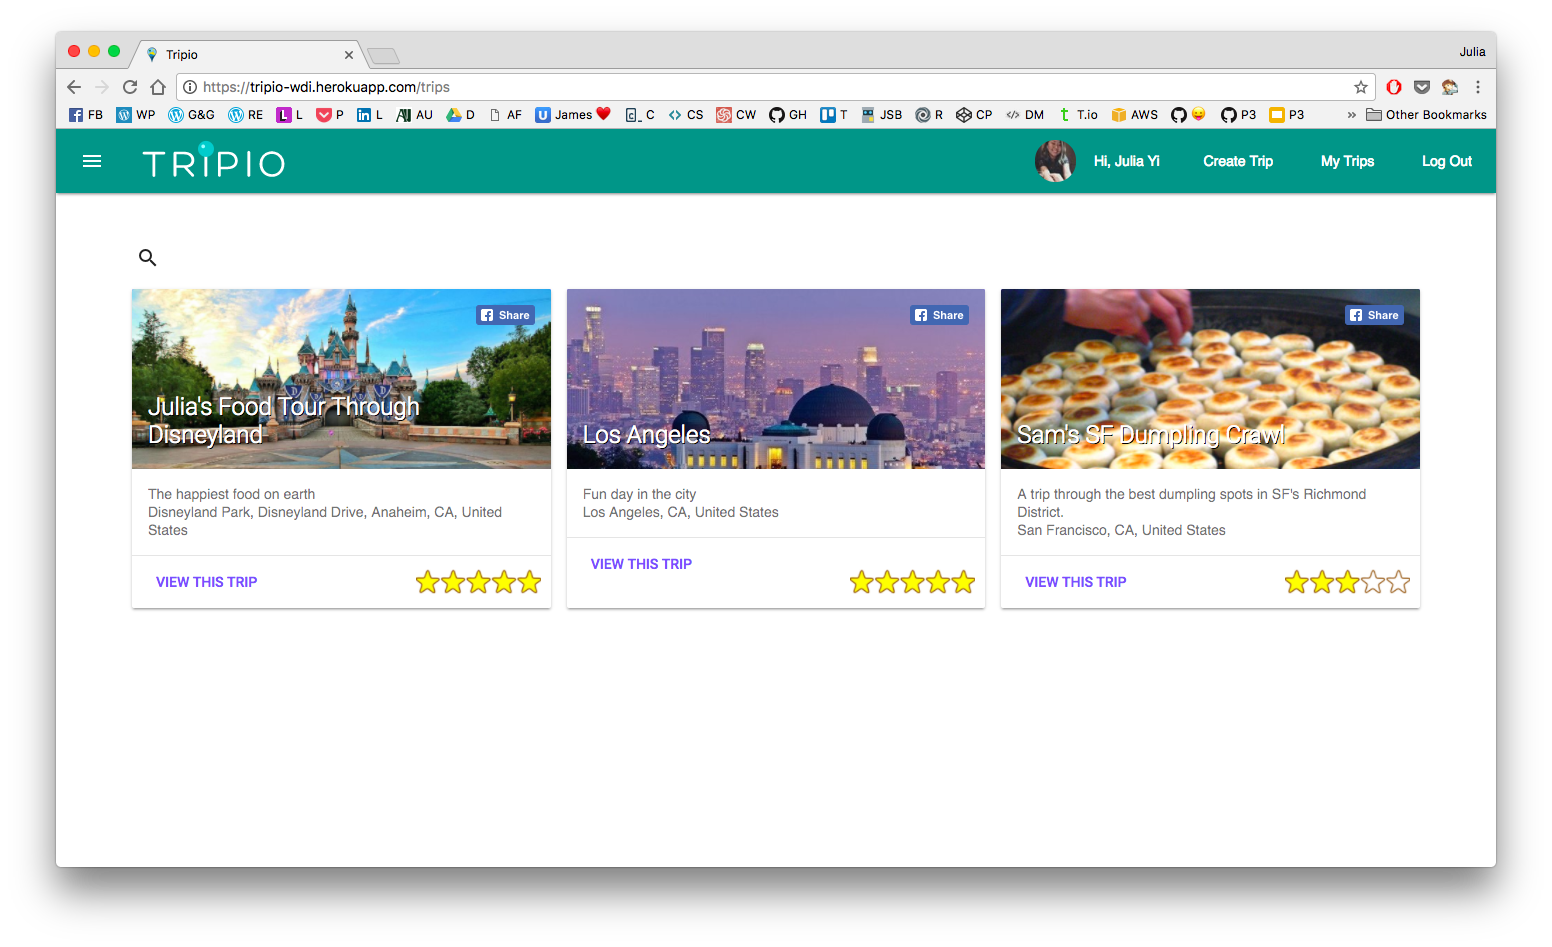 Tripio
Julia
https://tripio-wdi.herokuapp.com/trips
FB WP G&G RE L P L AU D AF James C CS CW GH T JSB R CP DM T.io AWS P3 P3 » Other Bookmarks
TRIPIO
Hi, Julia Yi Create Trip My Trips Log Out
Share
Julia's Food Tour Through
Disneyland
The happiest food on earth
Disneyland Park, Disneyland Drive, Anaheim, CA, United
States
VIEW THIS TRIP
Share
Los Angeles
Fun day in the city
Los Angeles, CA, United States
VIEW THIS TRIP
Share
Sam's SF Dumpling Crawl
A trip through the best dumpling spots in SF's Richmond
District.
San Francisco, CA, United States
VIEW THIS TRIP